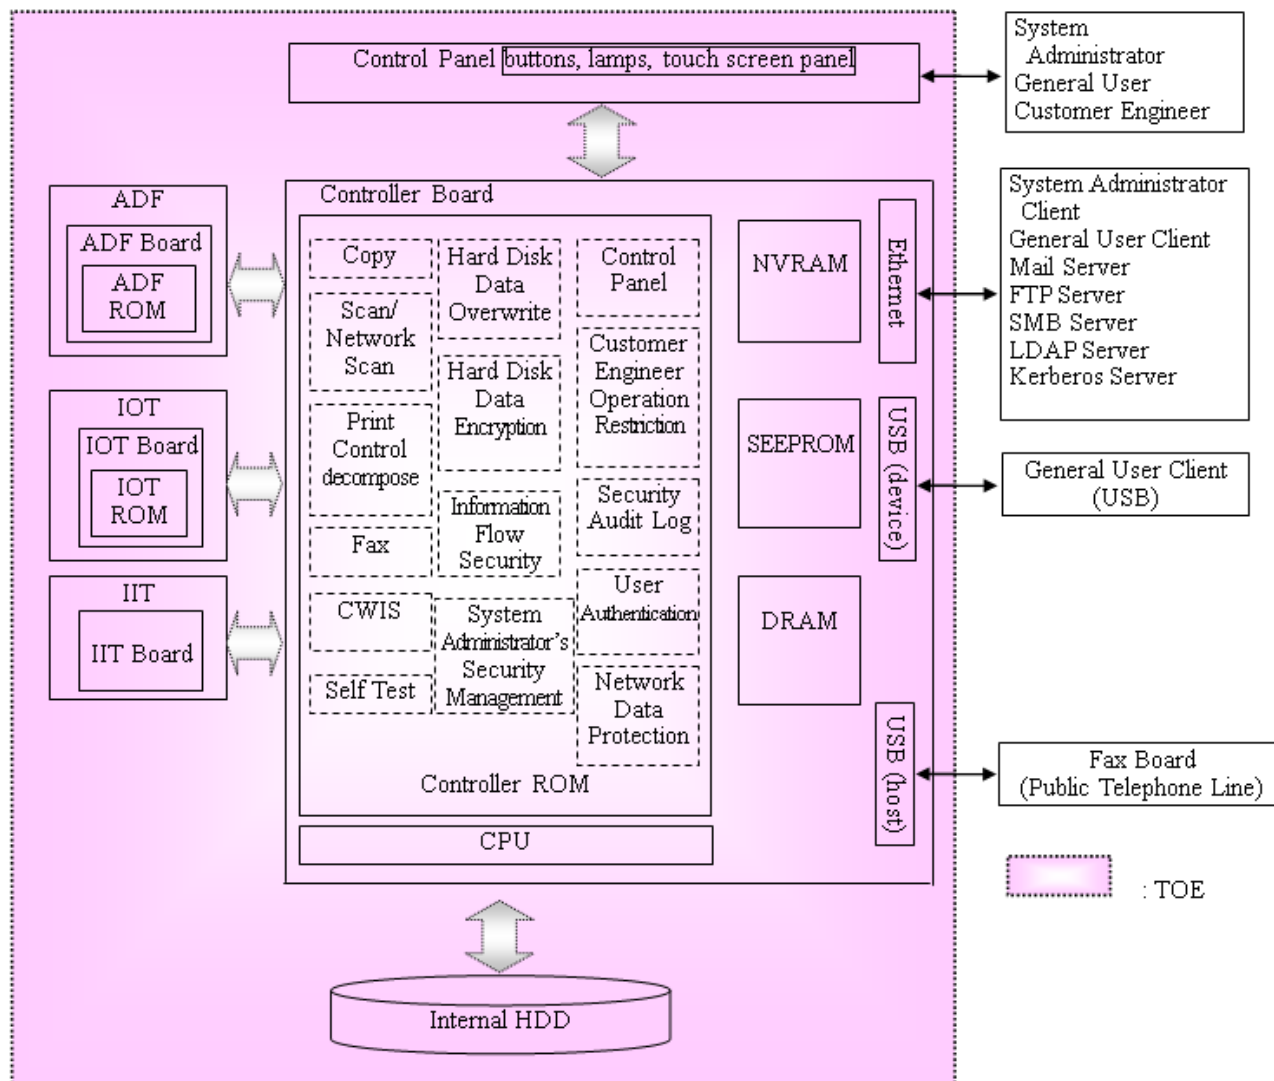 Control Panel buttons, lamps, touch screen panel
System
Administrator
General User
Customer Engineer
ADF
ADF Board
ADF
ROM
IOT
IOT Board
IOT
ROM
IIT
IIT Board
Controller Board
Copy
Scan/
Network
Scan
Print
Control
decompose
Fax
CWIS
Self Test
Hard Disk
Data
Overwrite
Hard Disk
Data
Encryption
Information
Flow
Security
System
Administrator's
Security
Management
Control
Panel
Customer
Engineer
Operation
Restriction
Security
Audit Log
User
Authentication
Network
Data
Protection
Controller ROM
CPU
NVRAM
SEEPROM
DRAM
Ethernet
USB (device)
USB (host)
System Administrator
Client
General User Client
Mail Server
FTP Server
SMB Server
LDAP Server
Kerberos Server
General User Client
(USB)
Fax Board
(Public Telephone Line)
: TOE
Internal HDD